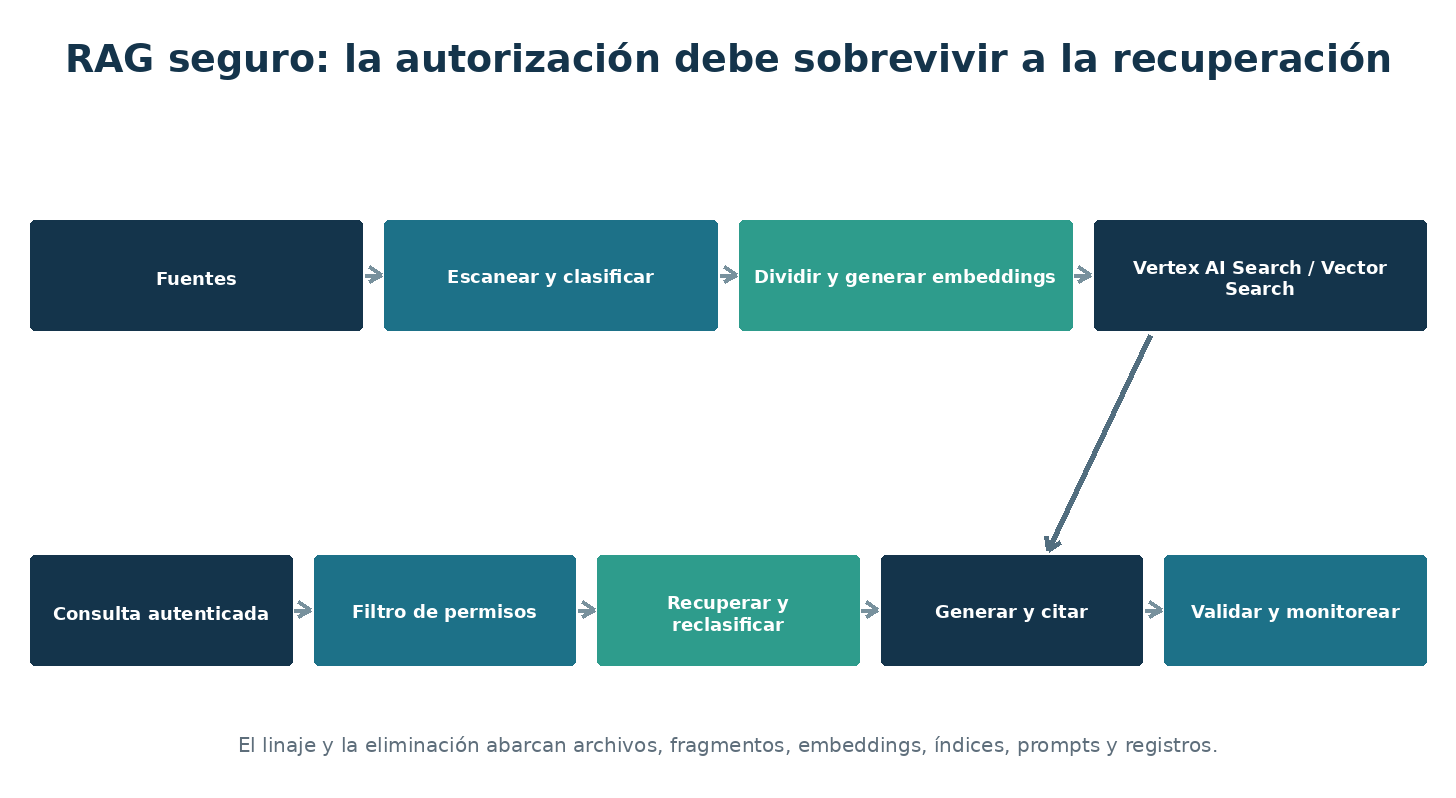 RAG seguro: la autorización debe sobrevivir a la recuperación
Fuentes
Escanear y clasificar
Dividir y generar embeddings
Vertex AI Search / Vector
Search
Consulta autenticada
Filtro de permisos
Recuperar y
reclasificar
Generar y citar
Validar y monitorear
El linaje y la eliminación abarcan archivos, fragmentos, embeddings, índices, prompts y registros.